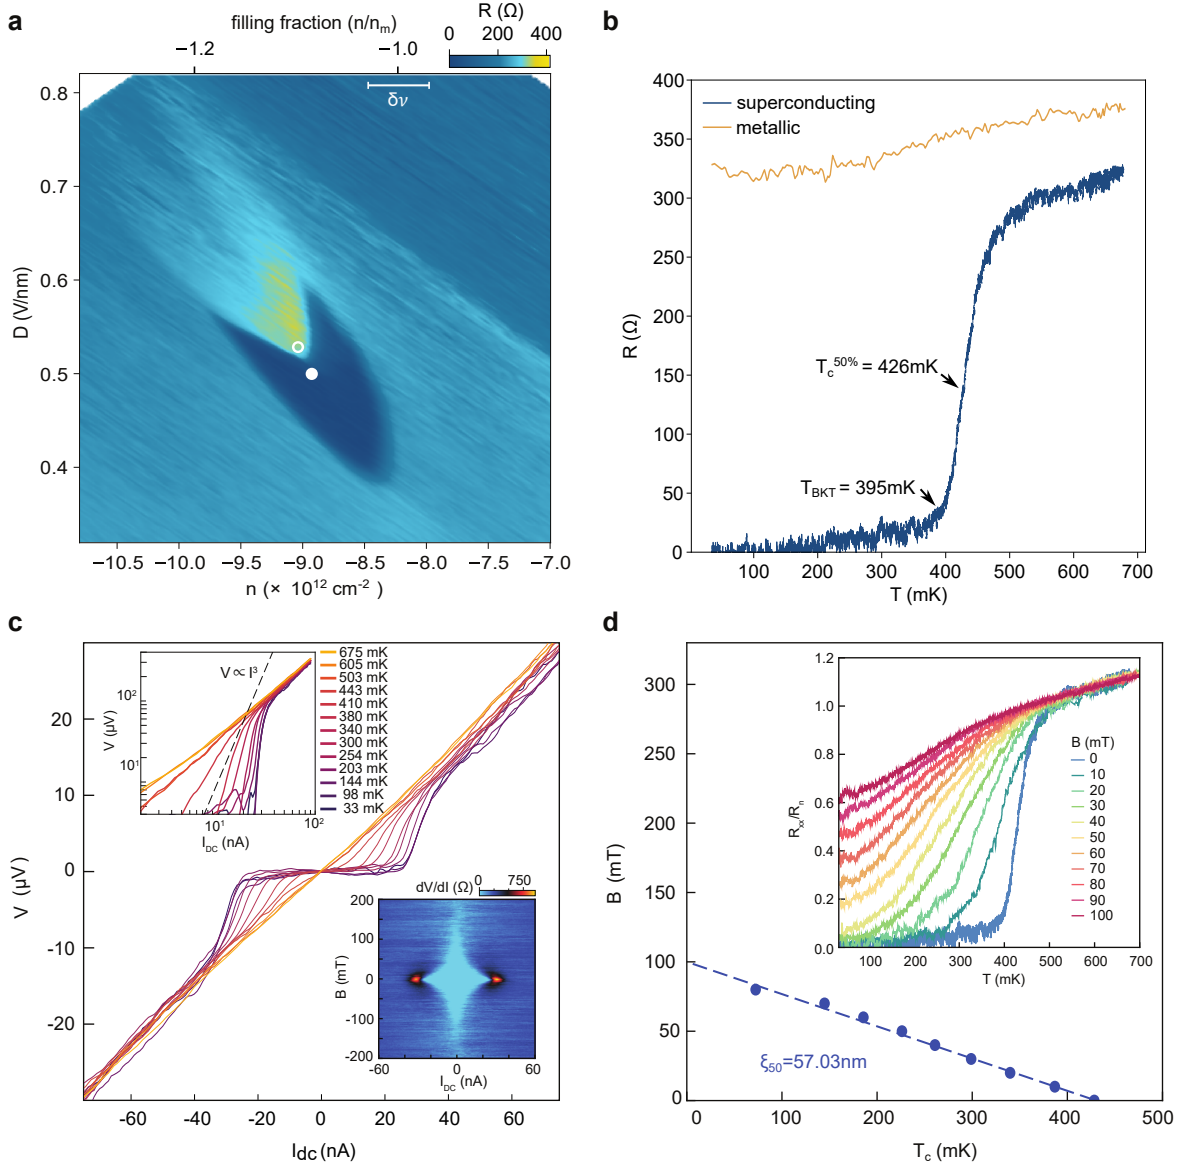 a
filling fraction (n/nm)
−1.2
−1.0
R (Ω)
0 200 400
δν
D (V/nm)
0.8
0.7
0.6
0.5
0.4
−10.5 −10.0 −9.5 −9.0 −8.5 −8.0 −7.5 −7.0
n (× 10¹² cm⁻²)
b
superconducting
metallic
R (Ω)
400
350
300
250
200
150
100
50
0
Tc50% = 426mK
TBKT = 395mK
100 200 300 400 500 600 700
T (mK)
c
V (µV)
20
10
0
-10
-20
-60 -40 -20 0 20 40 60
Idc (nA)
V ∝ I³
V (µV)
10²
10¹
10¹ 10²
IDC (nA)
675 mK
605 mK
503 mK
443 mK
410 mK
380 mK
340 mK
300 mK
254 mK
203 mK
144 mK
98 mK
33 mK
dV/dI (Ω)
0 750
B (mT)
200
100
0
-100
-200
-60 0 60
IDC (nA)
d
B (mT)
300
250
200
150
100
50
0
0 100 200 300 400 500
Tc (mK)
ξ50=57.03nm
Rxx/Rn
1.2
1.0
0.8
0.6
0.4
0.2
0.0
100 200 300 400 500 600 700
T (mK)
B (mT)
0
10
20
30
40
50
60
70
80
90
100